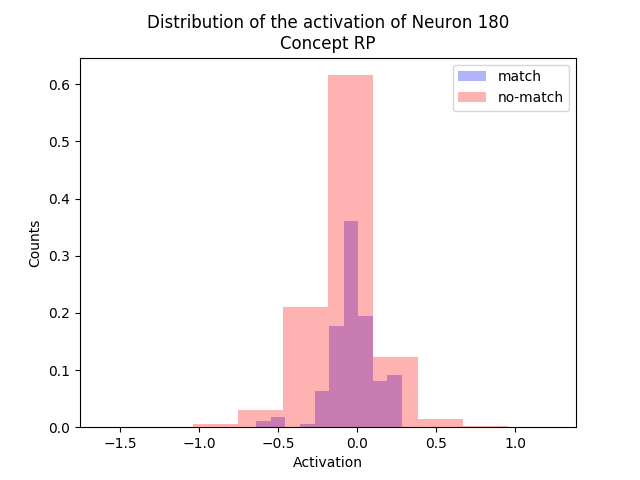 Distribution of the activation of Neuron 180
Concept RP
match
no-match
0.6
0.5
0.4
0.3
0.2
0.1
0.0
Counts
−1.5
−1.0
−0.5
0.0
0.5
1.0
Activation